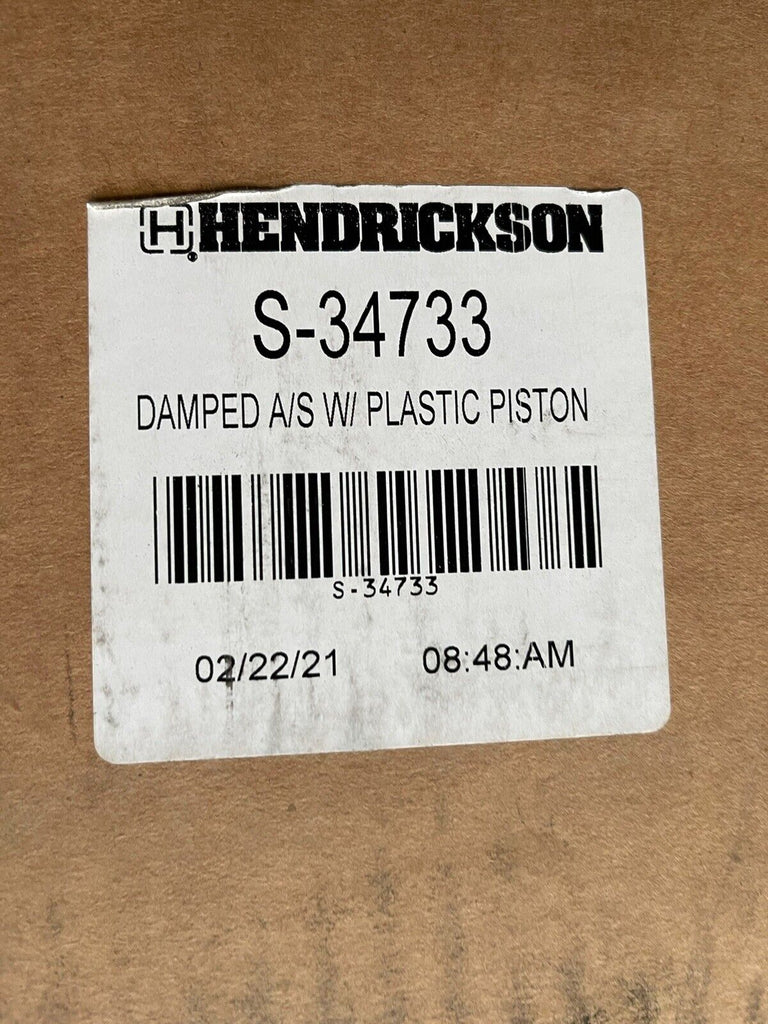 H HENDRICKSON
S-34733
DAMPED A/S W/ PLASTIC PISTON
S-34733
02/22/21 08:48:AM